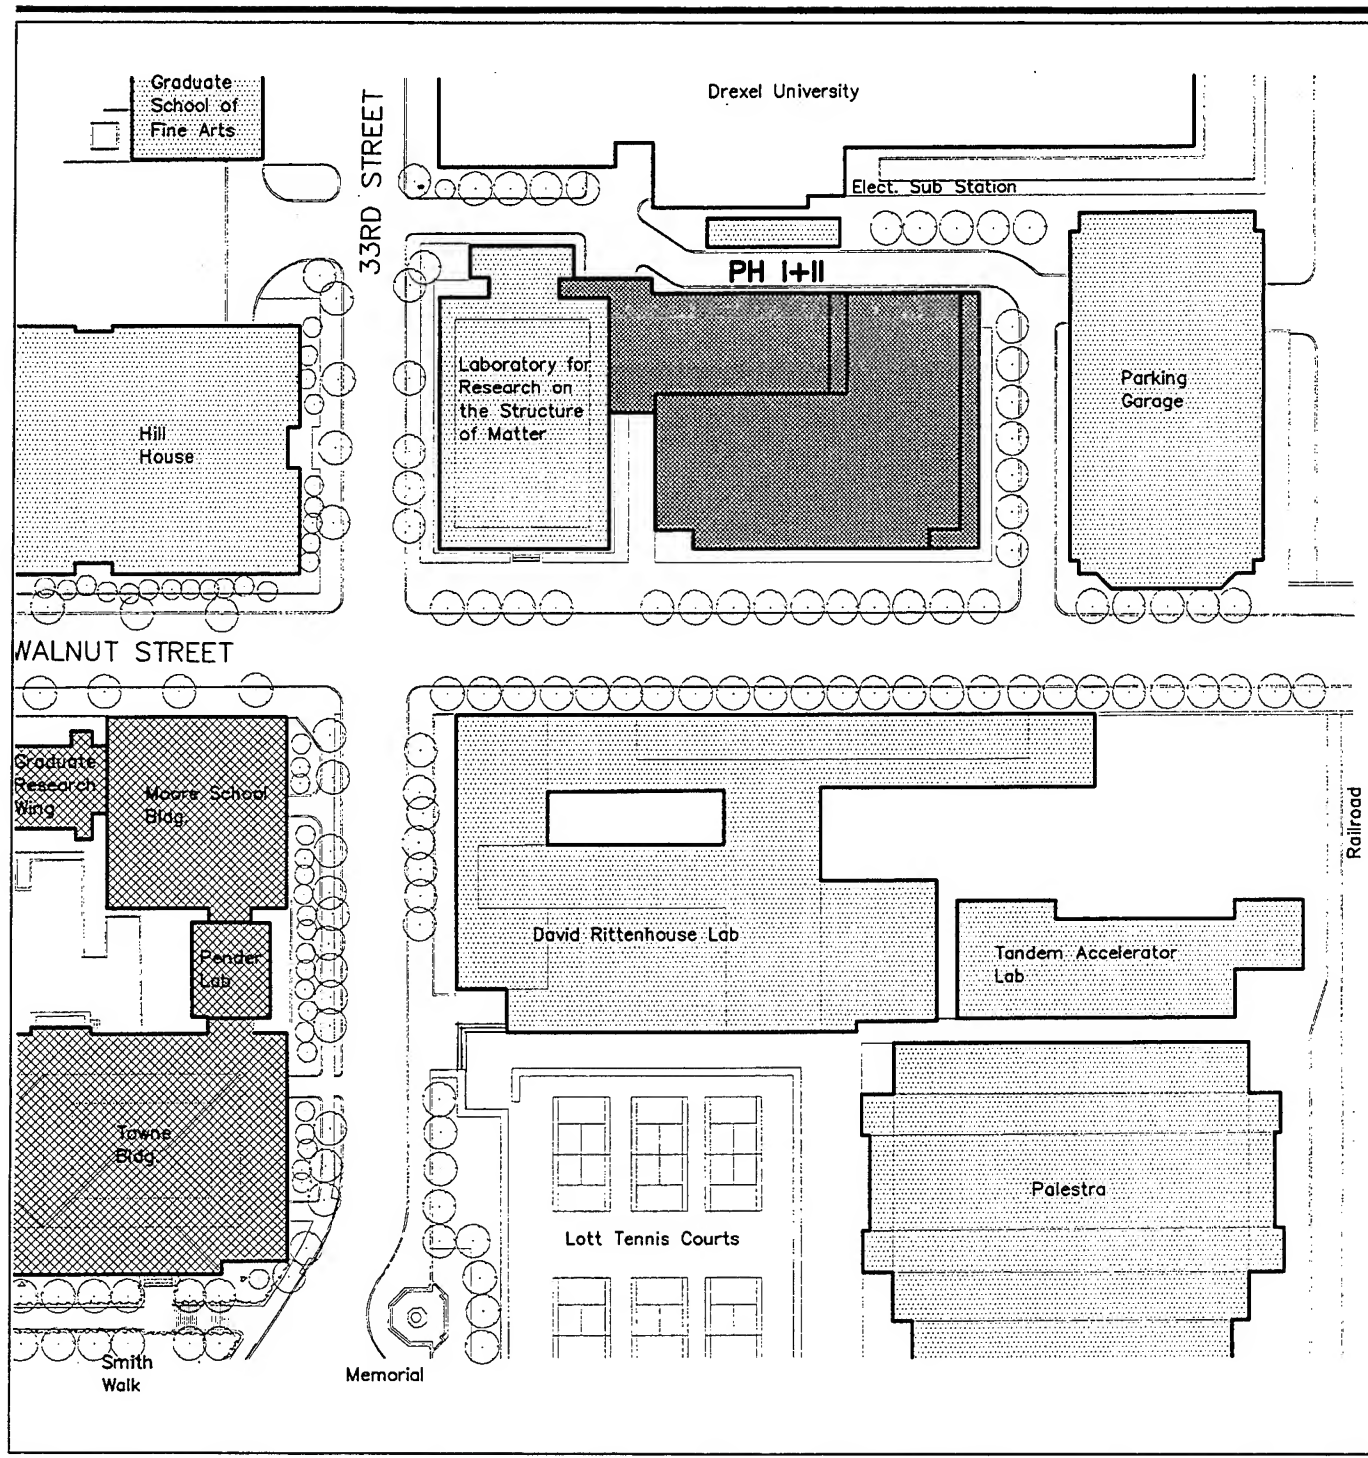 Graduate
School of
Fine Arts
33RD STREET
Drexel University
Elect. Sub Station
PH I+II
Laboratory for
Research on
the Structure
of Matter
Parking
Garage
Hill
House
WALNUT STREET
Graduate
Research
Wing
Moore School
Bldg.
Railroad
Pender
Lab
David Rittenhouse Lab
Tandem Accelerator
Lab
Towne
Bldg.
Palestra
Lott Tennis Courts
Smith
Walk
Memorial